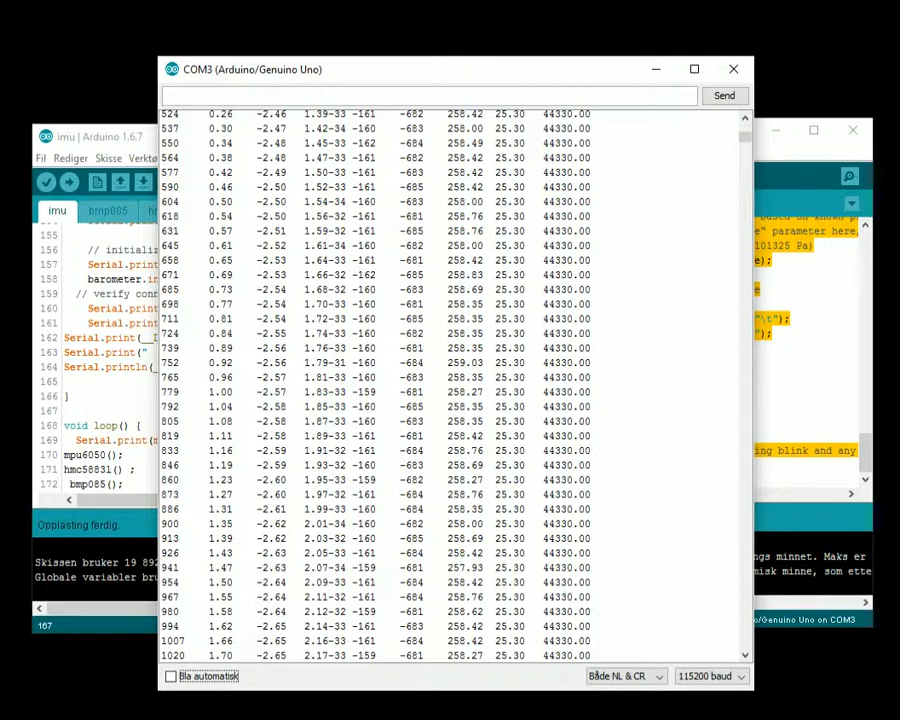 COM3 (Arduino/Genuino Uno)
Send
imu | Arduino 1.6.7
Fil Rediger Skisse Verktø
imu bmp085 h
155
156 // initializ
157 Serial.print
158 barometer.in
159 // verify conn
160 Serial.print
161 Serial.print
162 Serial.print(__D
163 Serial.print("
164 Serial.println(_
165
166 }
167
168 void loop() {
169 Serial.print(m
170 mpu6050();
171 hmc5883l() ;
172 bmp085();
Opplasting ferdig.
Skissen bruker 19 892
Globale variabler bru
167
524 0.26 -2.46 1.39-33 -161 -682 258.42 25.30 44330.00
537 0.30 -2.47 1.42-34 -160 -683 258.00 25.30 44330.00
550 0.34 -2.48 1.45-33 -162 -684 258.49 25.30 44330.00
564 0.38 -2.48 1.47-33 -161 -682 258.42 25.30 44330.00
577 0.42 -2.49 1.50-33 -161 -683 258.42 25.30 44330.00
590 0.46 -2.50 1.52-33 -161 -683 258.42 25.30 44330.00
604 0.50 -2.50 1.54-34 -160 -683 258.00 25.30 44330.00
618 0.54 -2.50 1.56-32 -161 -684 258.76 25.30 44330.00
631 0.57 -2.51 1.59-32 -161 -683 258.76 25.30 44330.00
645 0.61 -2.52 1.61-34 -160 -682 258.00 25.30 44330.00
658 0.65 -2.53 1.64-33 -161 -682 258.42 25.30 44330.00
671 0.69 -2.53 1.66-32 -162 -685 258.83 25.30 44330.00
685 0.73 -2.54 1.68-32 -160 -683 258.69 25.30 44330.00
698 0.77 -2.54 1.70-33 -160 -683 258.35 25.30 44330.00
711 0.81 -2.54 1.72-33 -160 -684 258.35 25.30 44330.00
724 0.84 -2.55 1.74-33 -160 -682 258.35 25.30 44330.00
739 0.89 -2.56 1.76-33 -160 -684 258.35 25.30 44330.00
752 0.92 -2.56 1.79-31 -160 -684 259.03 25.30 44330.00
765 0.96 -2.57 1.81-33 -160 -683 258.35 25.30 44330.00
779 1.00 -2.57 1.83-33 -159 -683 258.27 25.30 44330.00
792 1.04 -2.58 1.85-33 -160 -685 258.35 25.30 44330.00
805 1.08 -2.58 1.87-33 -160 -683 258.35 25.30 44330.00
819 1.11 -2.58 1.89-33 -161 -681 258.42 25.30 44330.00
833 1.16 -2.59 1.91-32 -161 -684 258.76 25.30 44330.00
846 1.19 -2.59 1.93-32 -160 -684 258.69 25.30 44330.00
860 1.23 -2.60 1.95-33 -159 -682 258.27 25.30 44330.00
873 1.27 -2.60 1.97-32 -161 -684 258.76 25.30 44330.00
886 1.31 -2.61 1.99-33 -160 -684 258.35 25.30 44330.00
900 1.35 -2.62 2.01-34 -160 -682 258.00 25.30 44330.00
913 1.39 -2.62 2.03-32 -160 -685 258.69 25.30 44330.00
926 1.43 -2.63 2.05-33 -161 -684 258.42 25.30 44330.00
941 1.47 -2.63 2.07-34 -159 -681 257.93 25.30 44330.00
954 1.50 -2.64 2.09-33 -161 -684 258.42 25.30 44330.00
967 1.55 -2.64 2.11-32 -161 -684 258.76 25.30 44330.00
980 1.58 -2.64 2.12-32 -159 -681 258.62 25.30 44330.00
994 1.62 -2.65 2.14-33 -161 -681 258.42 25.30 44330.00
1007 1.66 -2.65 2.16-33 -161 -684 258.42 25.30 44330.00
1020 1.70 -2.65 2.17-33 -159 -681 258.27 25.30 44330.00
Bla automatisk
Både NL & CR
115200 baud
based on known p
e" parameter here,
101325 Pa)
e);
e
"\t");
");
ing blink and any
ngs minnet. Maks er
misk minne, som ette
o/Genuino Uno on COM3